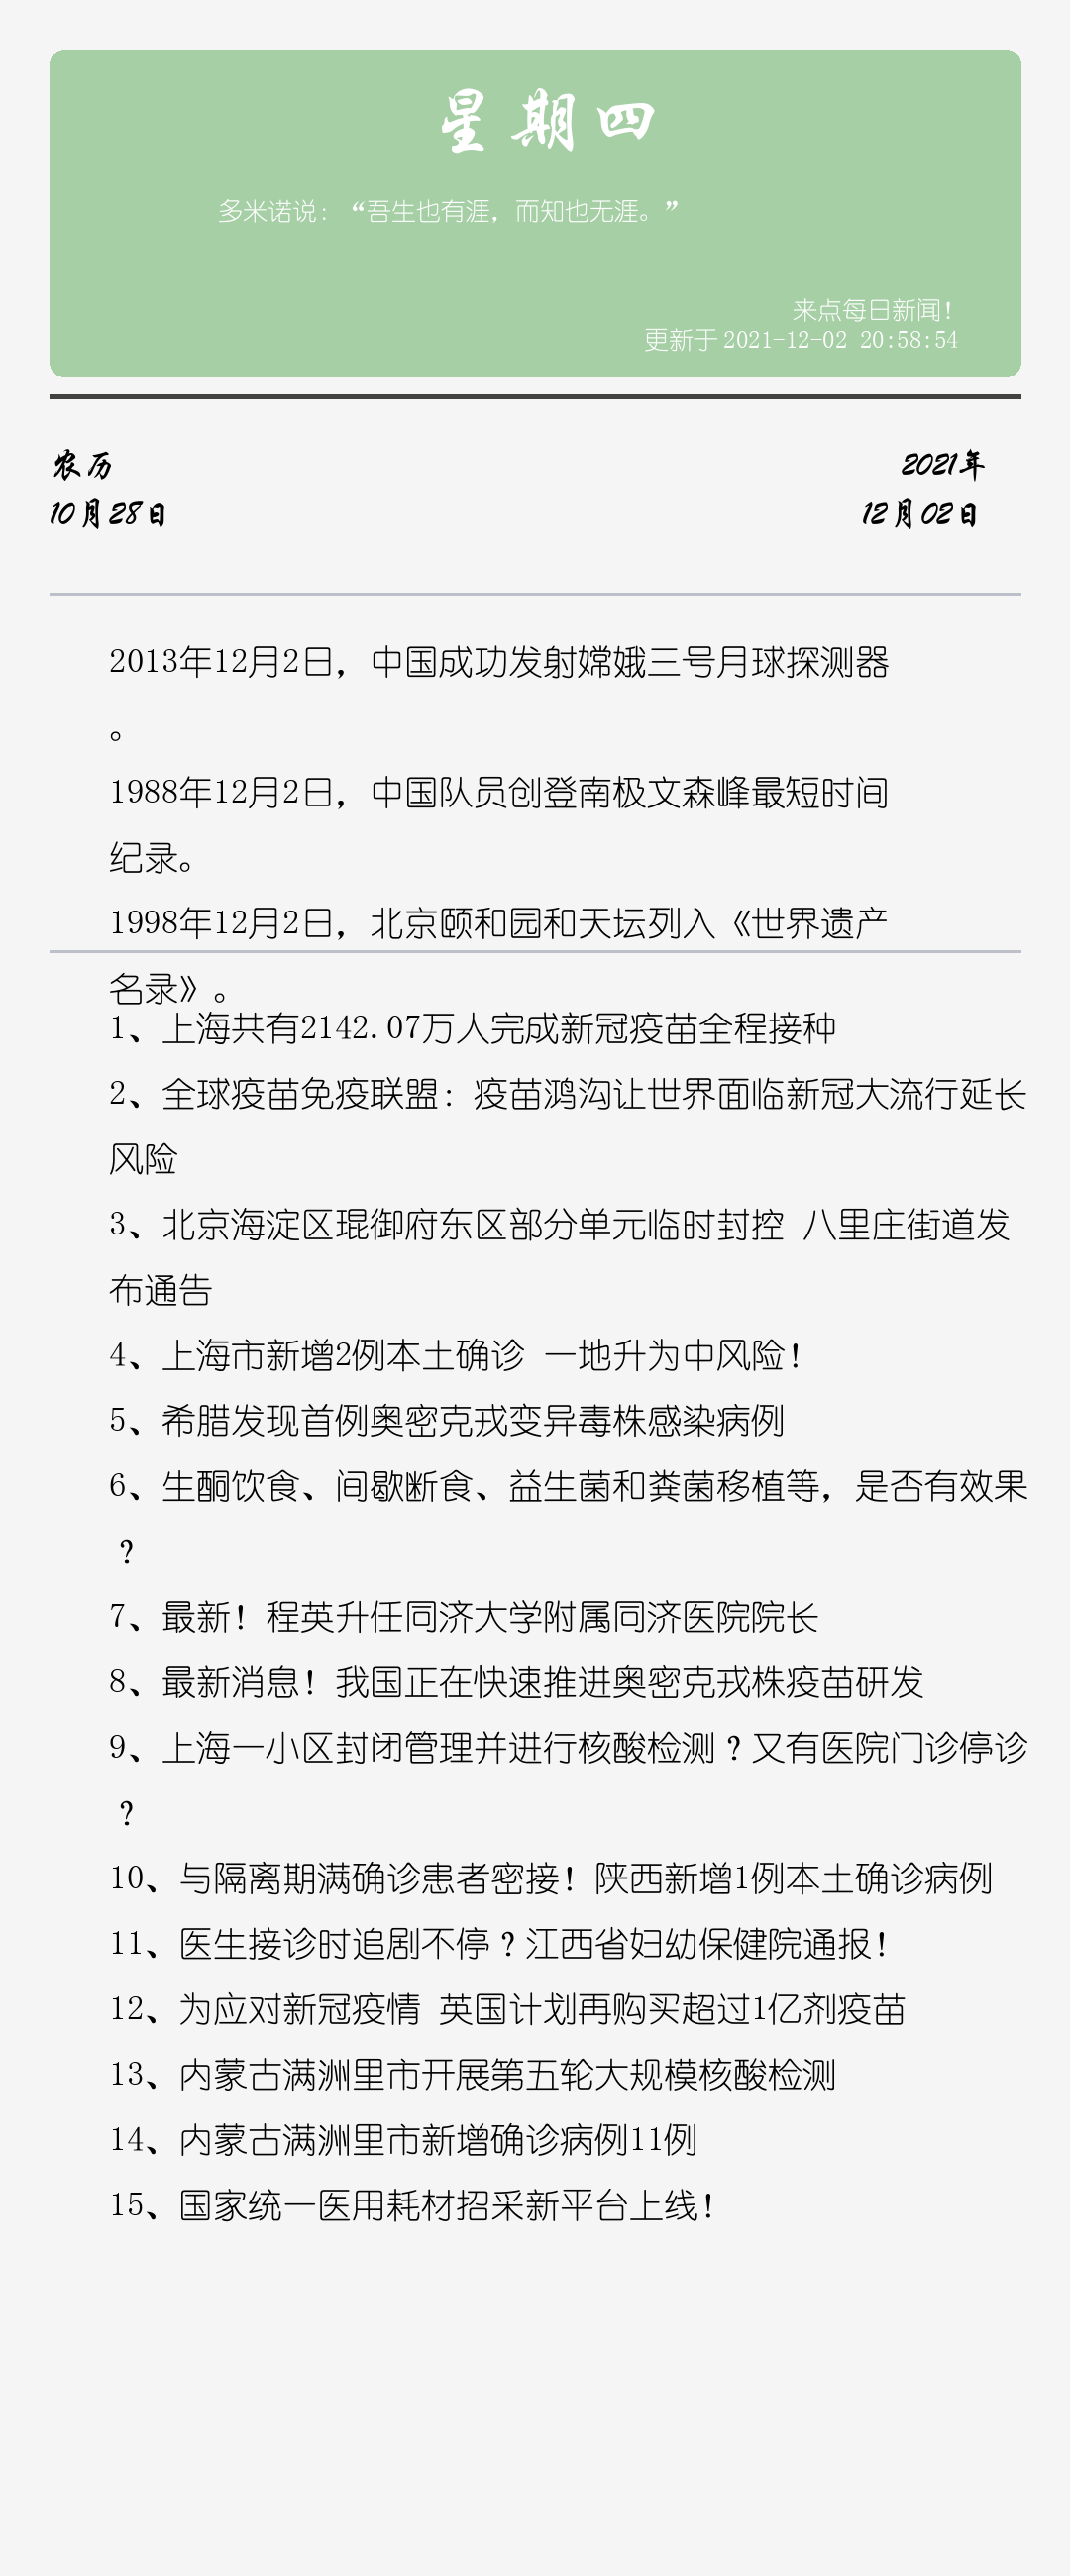 星期四
多米诺说：“吾生也有涯，而知也无涯。”
来点每日新闻！
更新于2021-12-02 20:58:54
农历
2021年
10月28日
12月02日
2013年12月2日，中国成功发射嫦娥三号月球探测器
。
1988年12月2日，中国队员创登南极文森峰最短时间
纪录。
1998年12月2日，北京颐和园和天坛列入《世界遗产
名录》。
1、上海共有2142.07万人完成新冠疫苗全程接种
2、全球疫苗免疫联盟：疫苗鸿沟让世界面临新冠大流行延长
风险
3、北京海淀区琨御府东区部分单元临时封控 八里庄街道发
布通告
4、上海市新增2例本土确诊 一地升为中风险！
5、希腊发现首例奥密克戎变异毒株感染病例
6、生酮饮食、间歇断食、益生菌和粪菌移植等，是否有效果
？
7、最新！程英升任同济大学附属同济医院院长
8、最新消息！我国正在快速推进奥密克戎株疫苗研发
9、上海一小区封闭管理并进行核酸检测？又有医院门诊停诊
？
10、与隔离期满确诊患者密接！陕西新增1例本土确诊病例
11、医生接诊时追剧不停？江西省妇幼保健院通报！
12、为应对新冠疫情 英国计划再购买超过1亿剂疫苗
13、内蒙古满洲里市开展第五轮大规模核酸检测
14、内蒙古满洲里市新增确诊病例11例
15、国家统一医用耗材招采新平台上线！